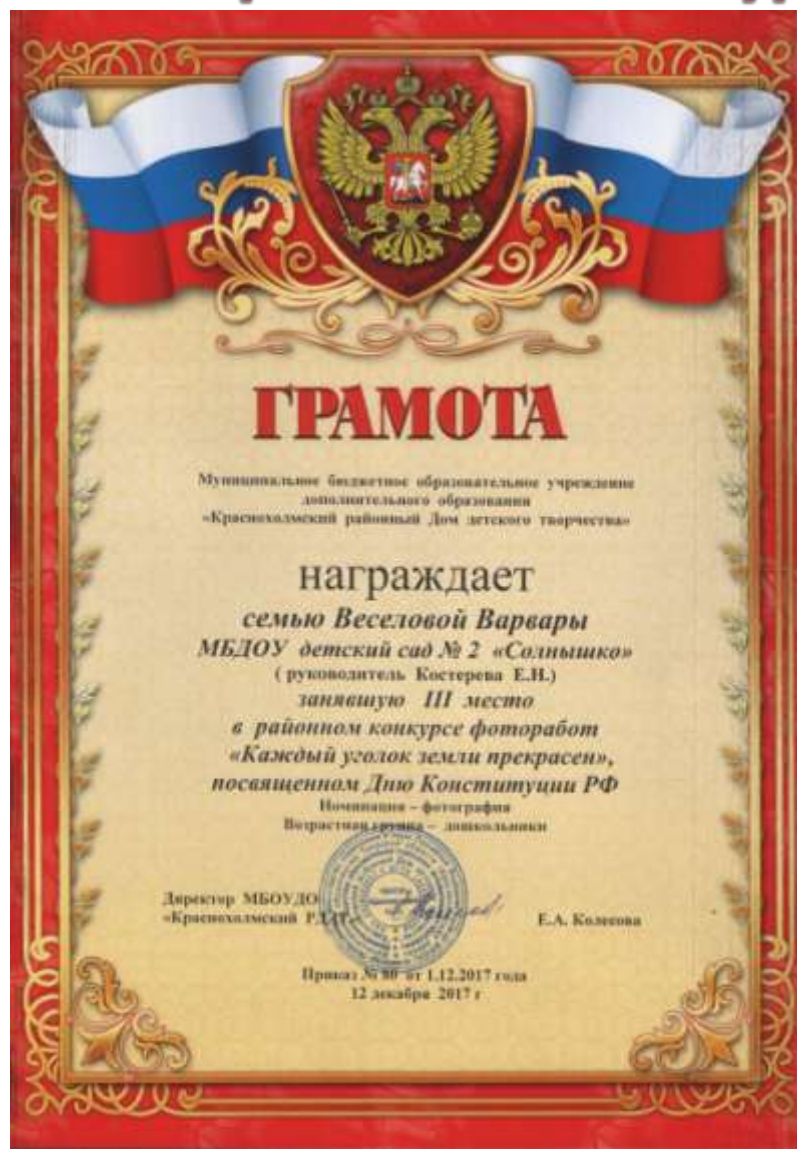 ГРАМОТА
Муниципальное бюджетное образовательное учреждение
дополнительного образования
«Краснохолмский районный Дом детского творчества»
награждает
семью Веселовой Варвары
МБДОУ детский сад № 2 «Солнышко»
( руководитель Костерева Е.Н.)
занявшую III место
в районном конкурсе фоторабот
«Каждый уголок земли прекрасен»,
посвященном Дню Конституции РФ
Номинация – фотография
Возрастная группа – дошкольники
Директор МБОУДО
«Краснохолмский РДДТ»
Е.А. Колесова
Приказ № 80 от 1.12.2017 года
12 декабря 2017 г